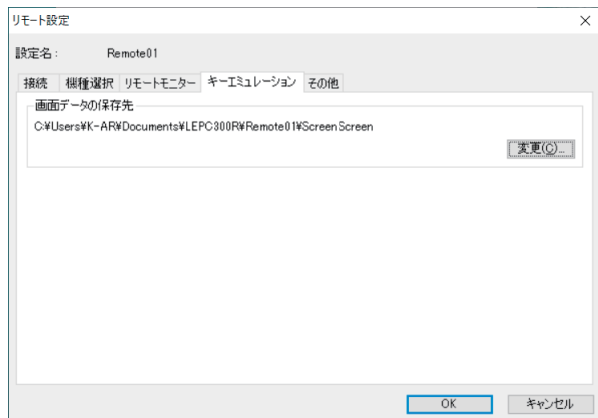 リモート設定
設定名: Remote01
接続 機種選択 リモートモニター キーエミュレーション その他
画面データの保存先
C:¥Users¥K-AR¥Documents¥LEPC300R¥Remote01¥ScreenScreen
変更(C)...
OK キャンセル